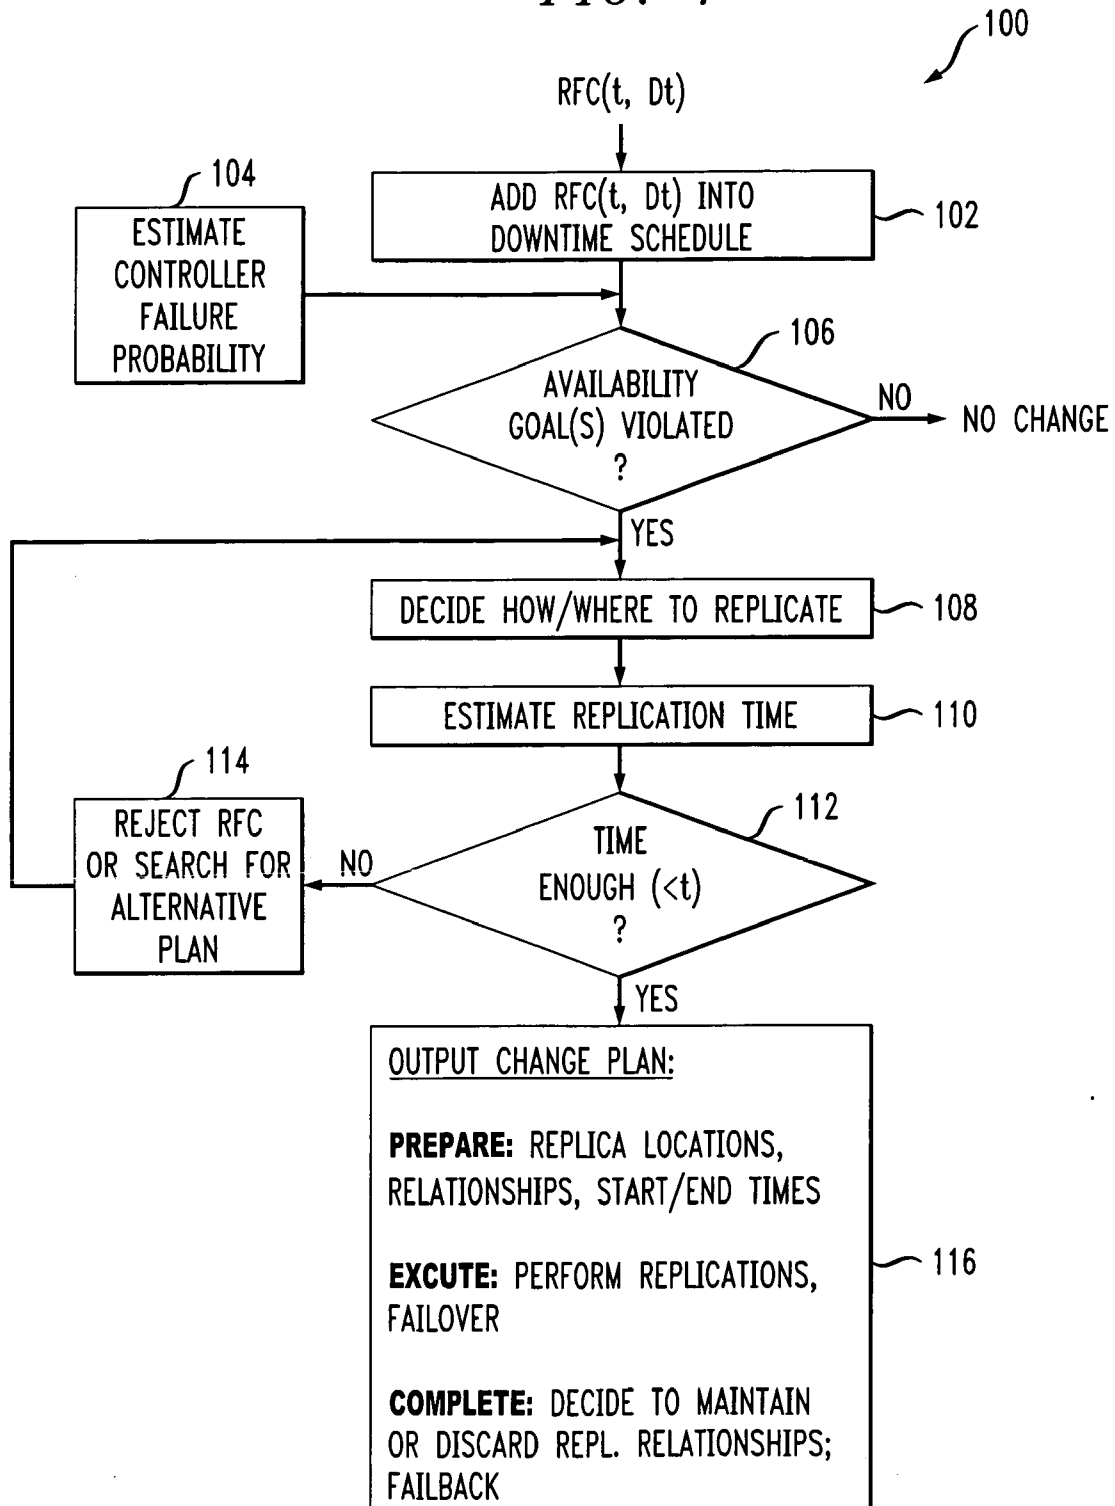 100
RFC(t, Dt)
104
ADD RFC(t, Dt) INTO
DOWNTIME SCHEDULE
102
ESTIMATE
CONTROLLER
FAILURE
PROBABILITY
106
AVAILABILITY
GOAL(S) VIOLATED
?
NO
NO CHANGE
YES
DECIDE HOW/WHERE TO REPLICATE
108
ESTIMATE REPLICATION TIME
110
114
REJECT RFC
OR SEARCH FOR
ALTERNATIVE
PLAN
NO
112
TIME
ENOUGH (<t)
?
YES
OUTPUT CHANGE PLAN:
PREPARE: REPLICA LOCATIONS,
RELATIONSHIPS, START/END TIMES
EXCUTE: PERFORM REPLICATIONS,
FAILOVER
116
COMPLETE: DECIDE TO MAINTAIN
OR DISCARD REPL. RELATIONSHIPS;
FAILBACK